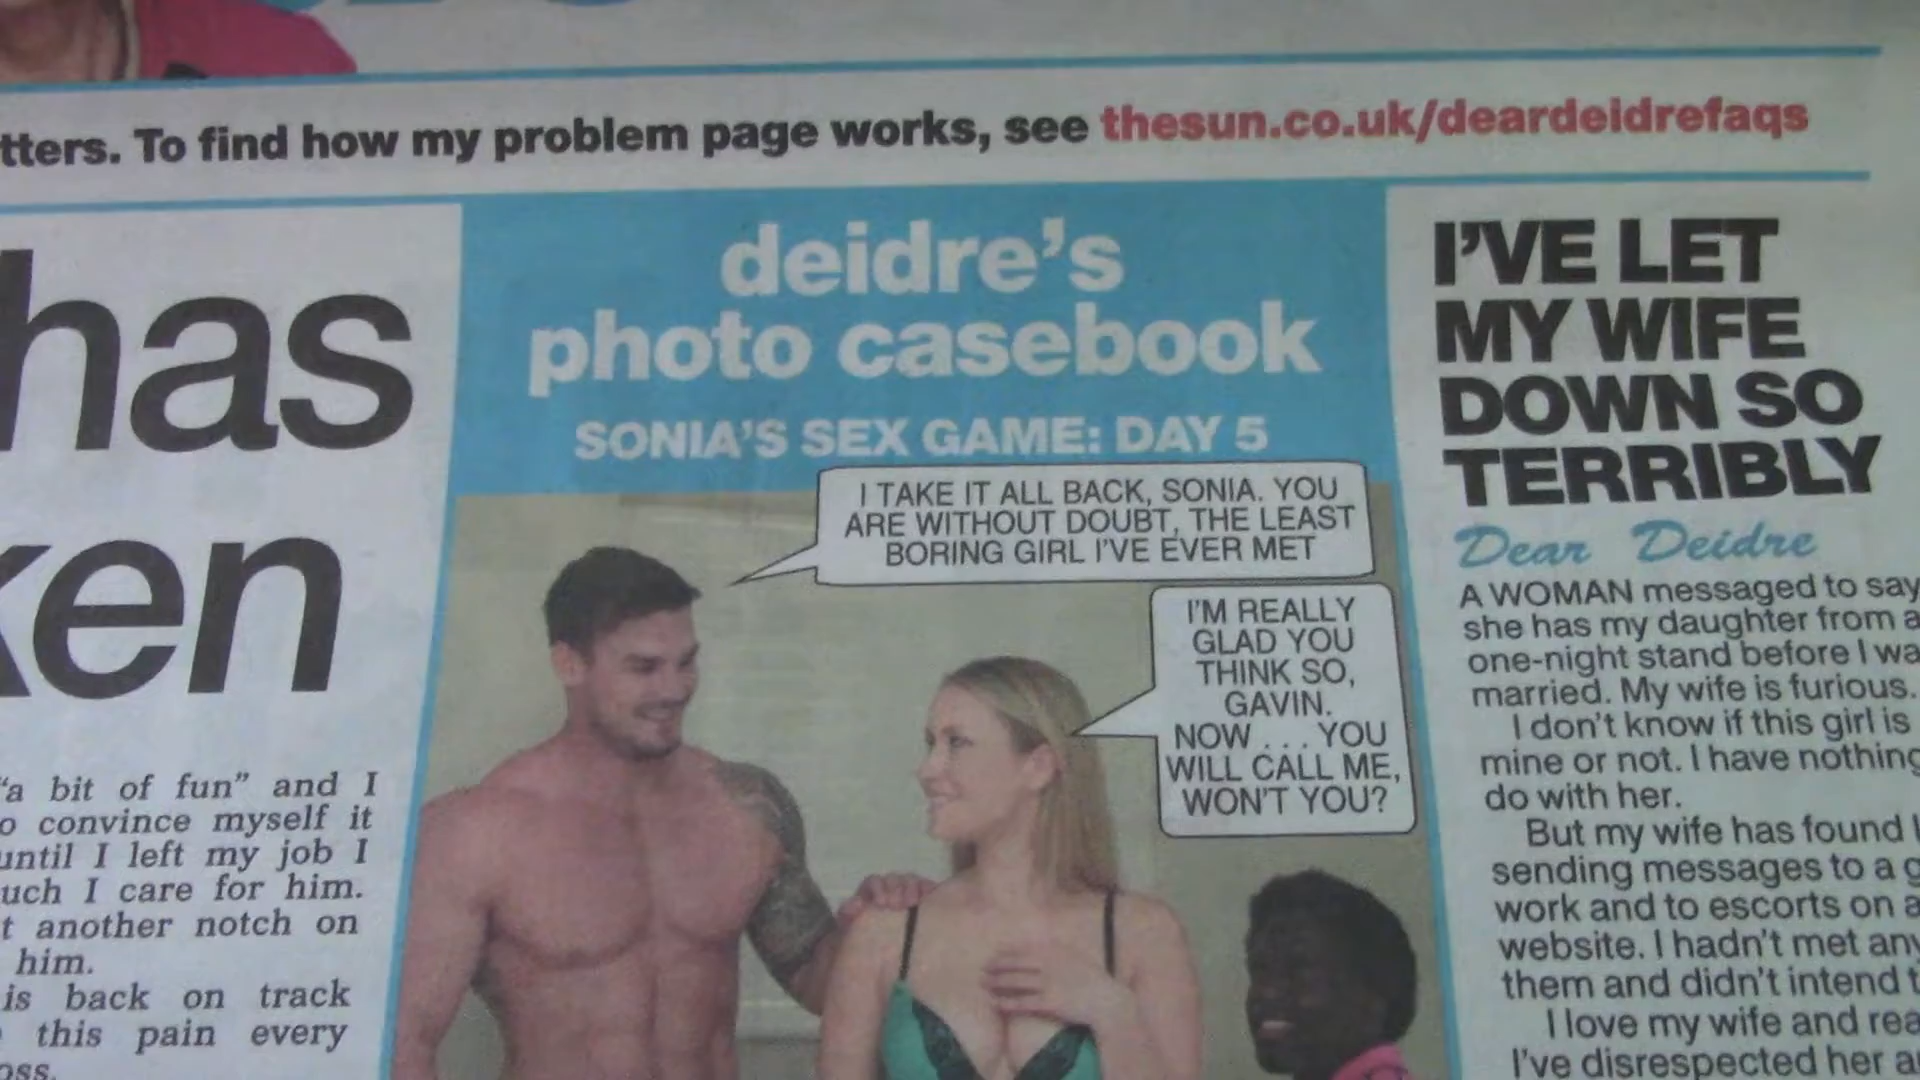 tters. To find how my problem page works, see thesun.co.uk/deardeidrefaqs
has
ken
"a bit of fun" and I
o convince myself it
until I left my job I
uch I care for him.
t another notch on
him.
is back on track
this pain every
oss.
deidre's
photo casebook
SONIA'S SEX GAME: DAY 5
I TAKE IT ALL BACK, SONIA. YOU
ARE WITHOUT DOUBT, THE LEAST
BORING GIRL I'VE EVER MET
I'M REALLY
GLAD YOU
THINK SO,
GAVIN.
NOW ... YOU
WILL CALL ME,
WON'T YOU?
I'VE LET
MY WIFE
DOWN SO
TERRIBLY
Dear Deidre
A WOMAN messaged to say
she has my daughter from a
one-night stand before I wa
married. My wife is furious.
I don't know if this girl is
mine or not. I have nothing
do with her.
But my wife has found I
sending messages to a g
work and to escorts on a
website. I hadn't met any
them and didn't intend t
I love my wife and rea
I've disrespected her a